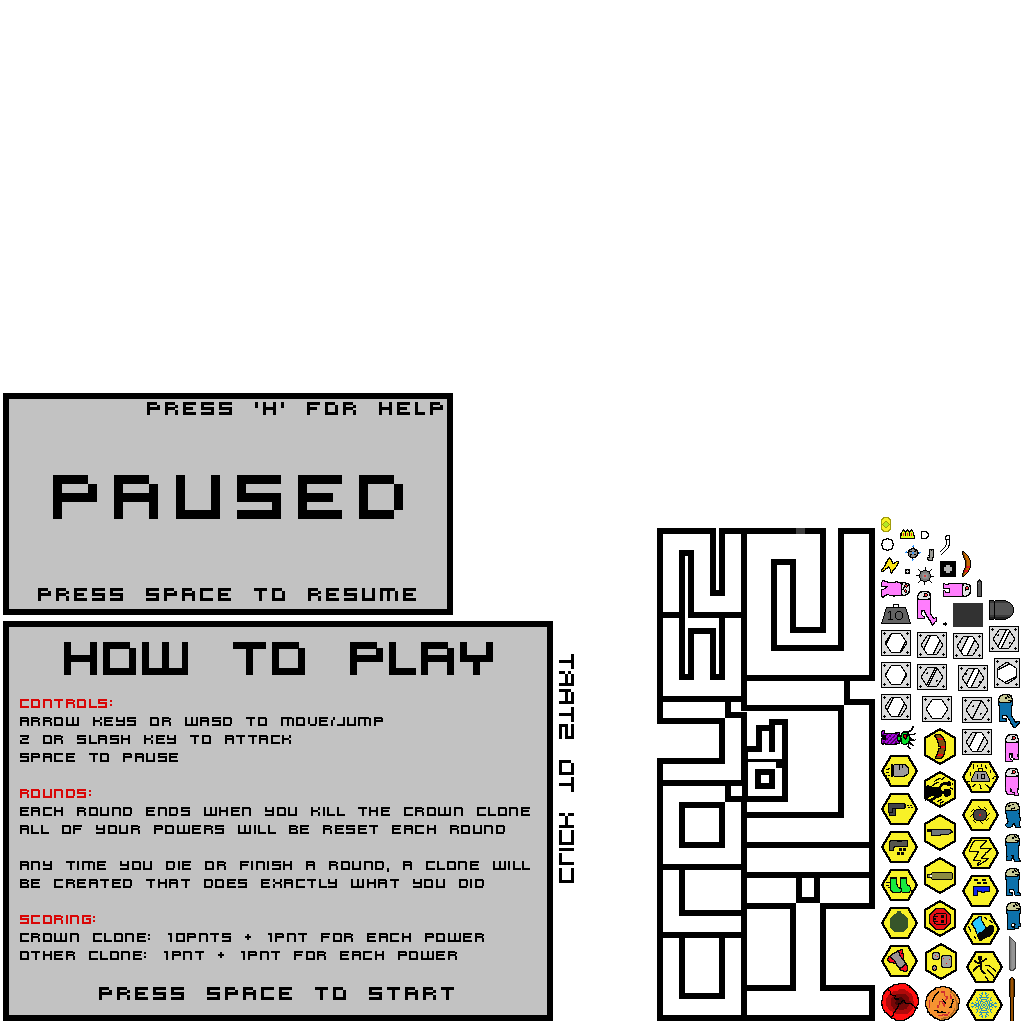 PRESS 'H' FOR HELP
PAUSED
PRESS SPACE TO RESUME
HOW TO PLAY
CONTROLS:
ARROW KEYS OR WASD TO MOVE/JUMP
Z OR SLASH KEY TO ATTACK
SPACE TO PAUSE
ROUNDS:
EACH ROUND ENDS WHEN YOU KILL THE CROWN CLONE
ALL OF YOUR POWERS WILL BE RESET EACH ROUND
ANY TIME YOU DIE OR FINISH A ROUND, A CLONE WILL
BE CREATED THAT DOES EXACTLY WHAT YOU DID
SCORING:
CROWN CLONE: 10PNTS + 1PNT FOR EACH POWER
OTHER CLONE: 1PNT + 1PNT FOR EACH POWER
PRESS SPACE TO START
CLICK TO START
10